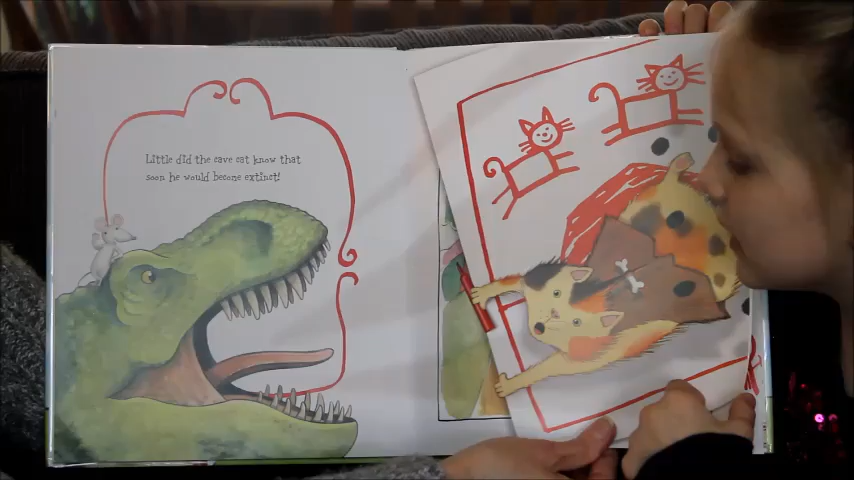 Little did the cave cat know that
soon he would become extinct!